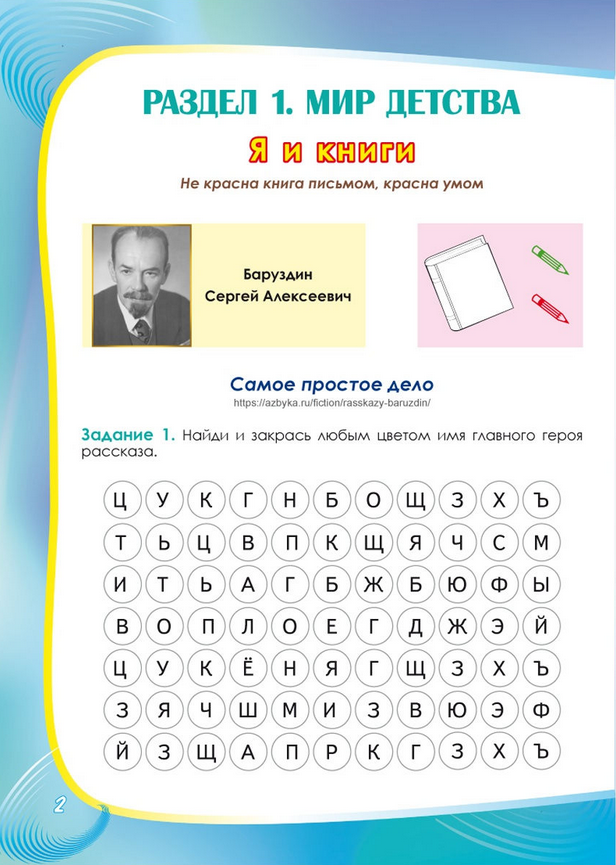 РАЗДЕЛ 1. МИР ДЕТСТВА
Я и книги
Не красна книга письмом, красна умом
Баруздин
Сергей Алексеевич
Самое простое дело
https://azbyka.ru/fiction/rasskazy-baruzdin/
Задание 1. Найди и закрась любым цветом имя главного героя
рассказа.
Ц У К Г Н Б О Щ З Х Ъ
Т Ь Ц В П К Щ Я Ч С М
И Т Ь А Г Б Ж Б Ю Ф Ы
В О П Л О Е Г Д Ж Э Й
Ц У К Ё Н Я Г Щ З Х Ъ
З Я Ч Ш М И З В Ю Э Ф
Й З Щ А П Р К Г З Х Ъ
2